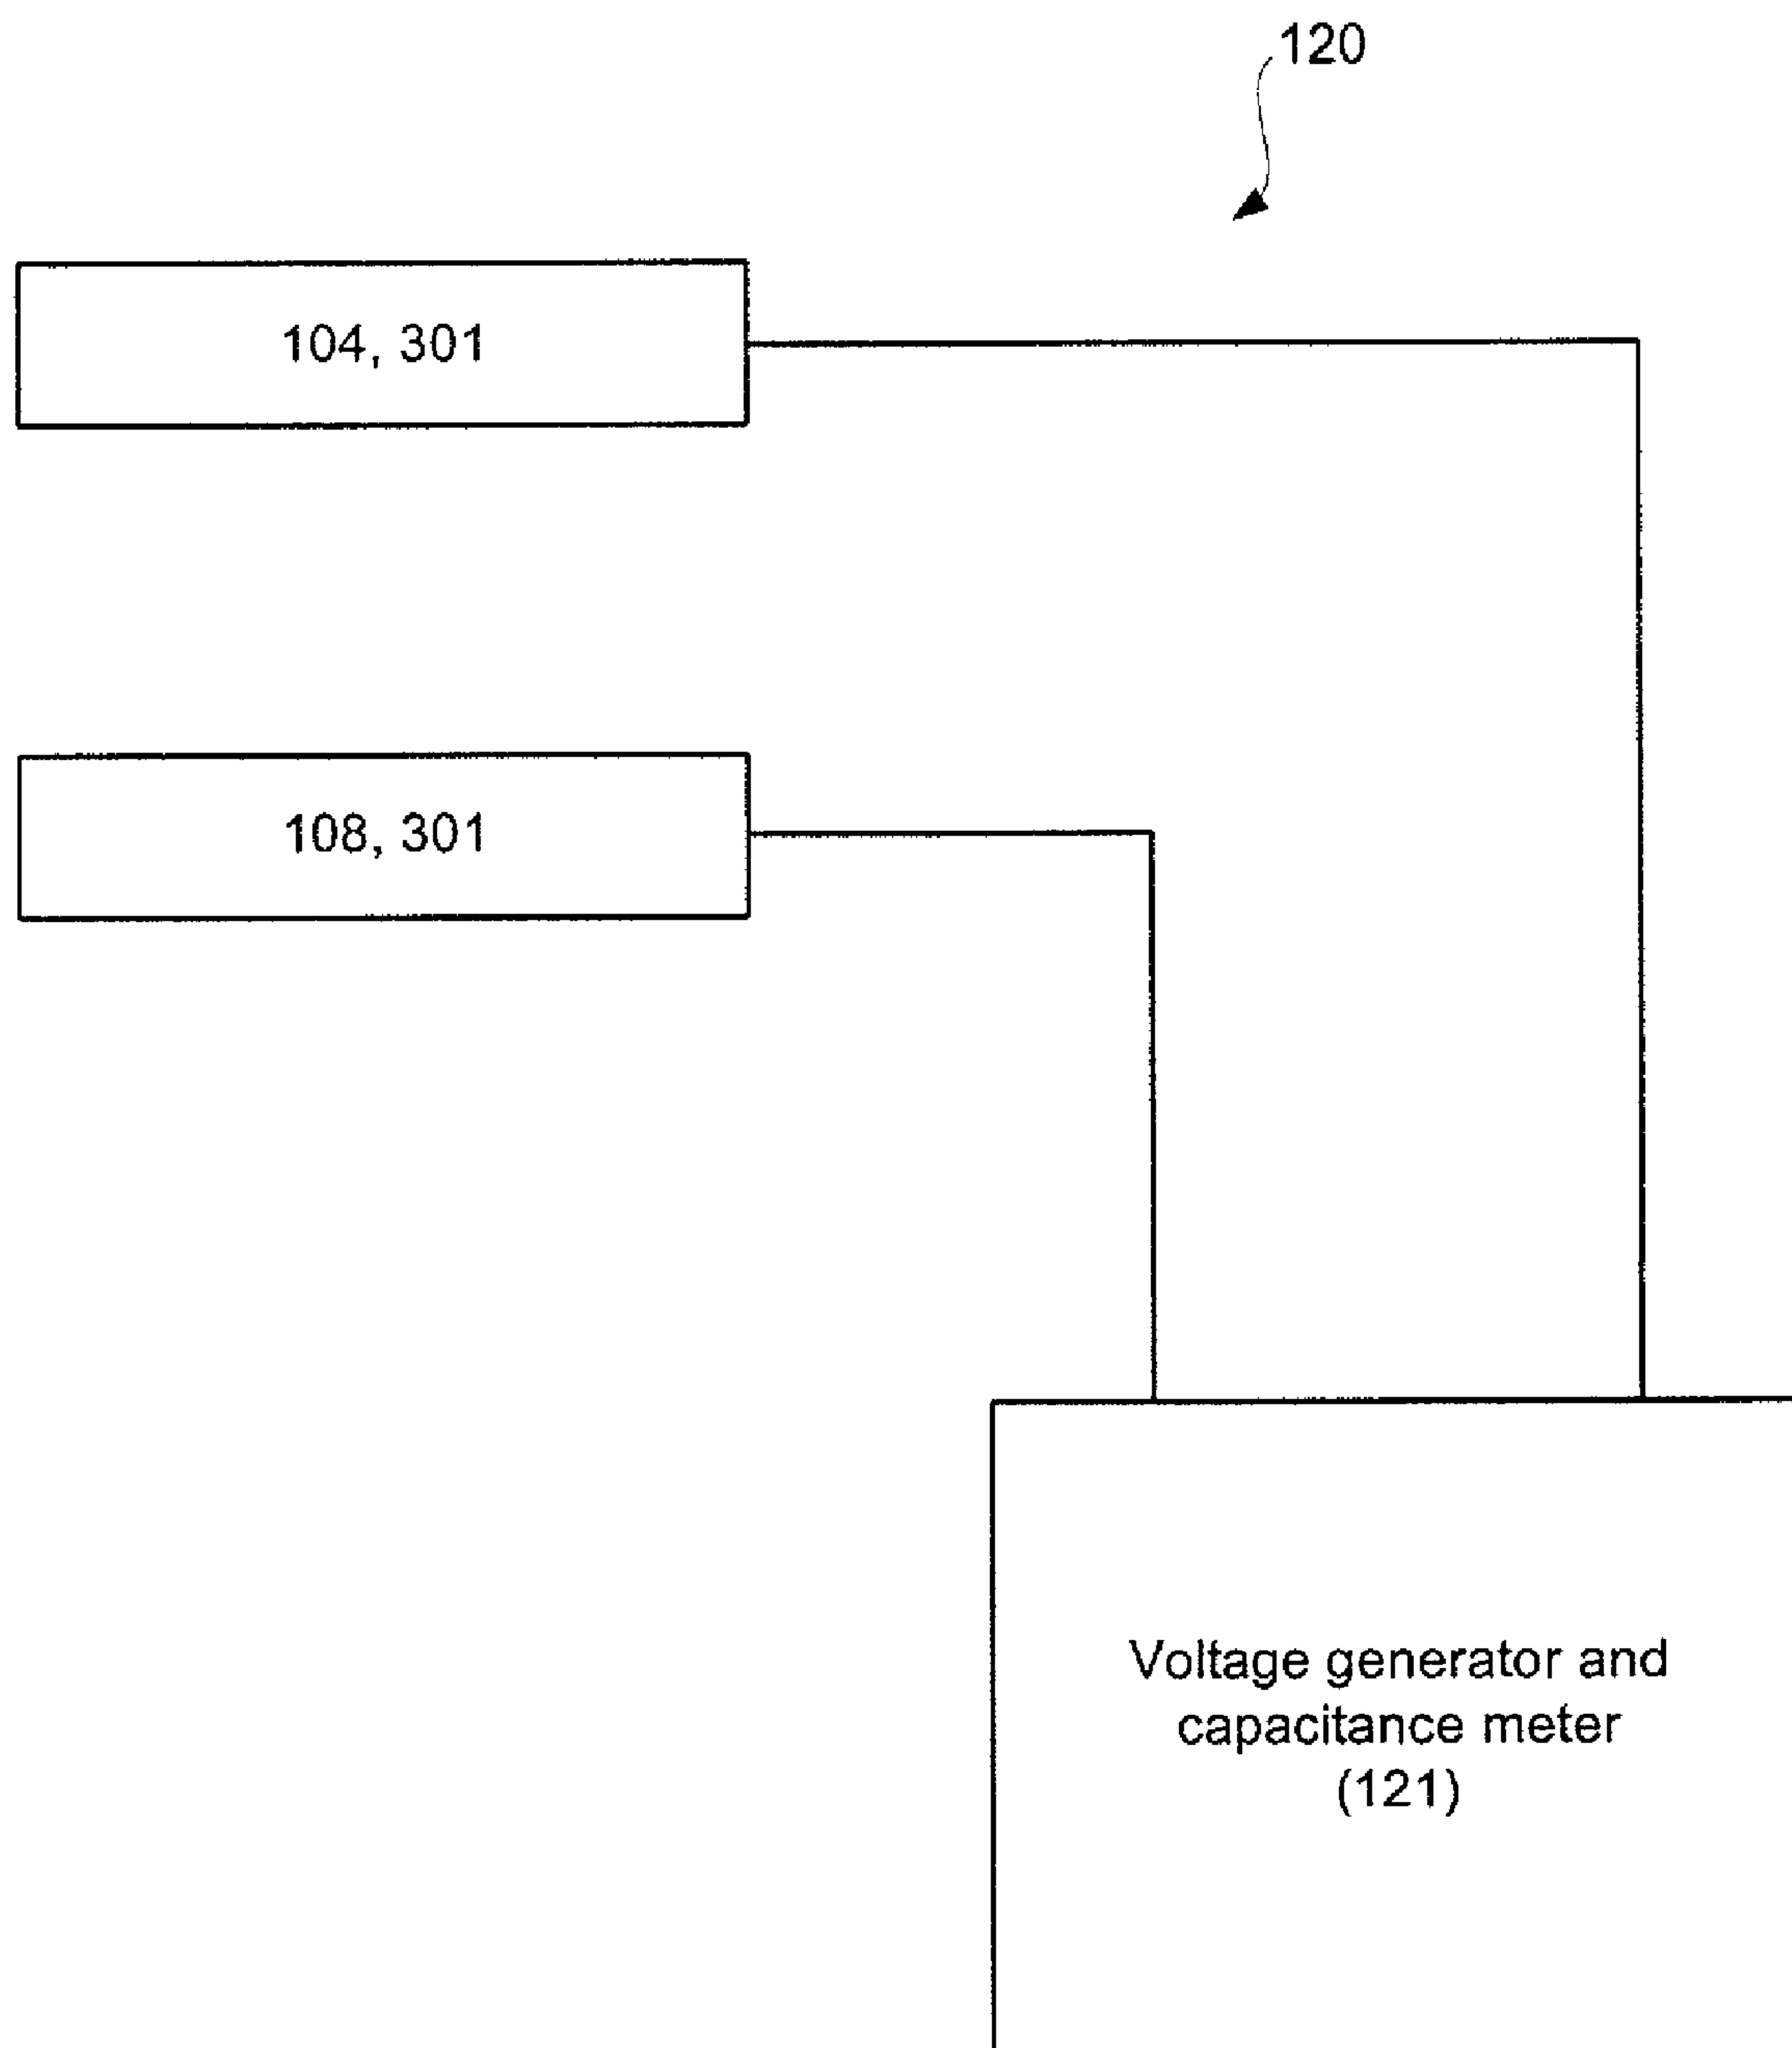 120
104, 301
108, 301
Voltage generator and
capacitance meter
(121)